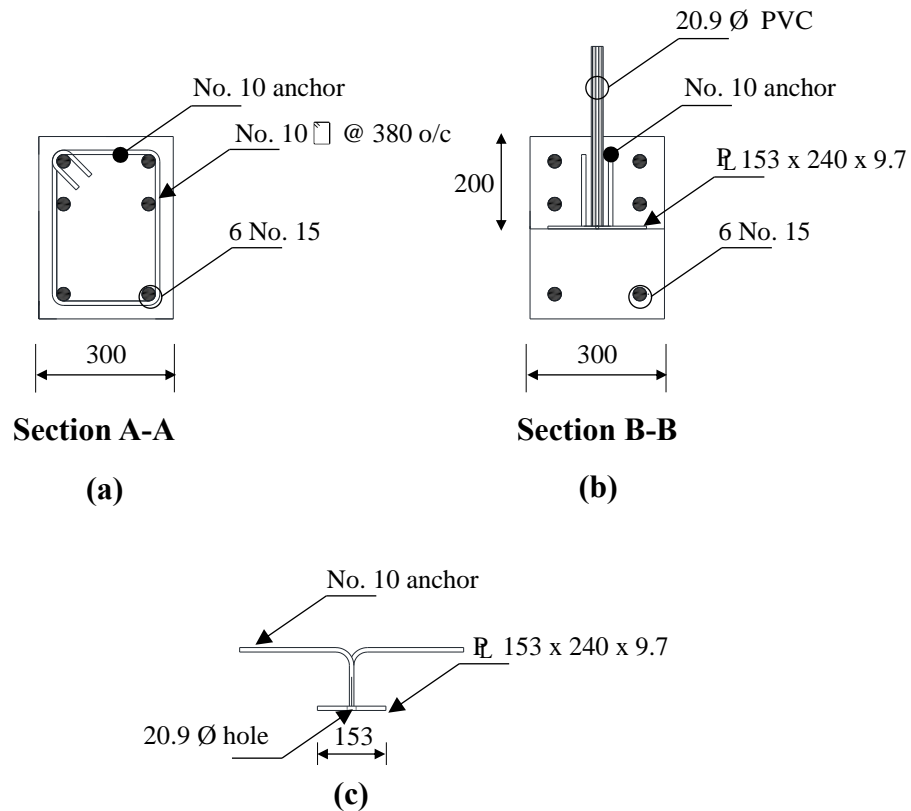 No. 10 anchor
No. 10 @ 380 o/c
6 No. 15
300
Section A-A
(a)
20.9 Ø PVC
No. 10 anchor
200
PL 153 x 240 x 9.7
6 No. 15
300
Section B-B
(b)
No. 10 anchor
PL 153 x 240 x 9.7
20.9 Ø hole
153
(c)